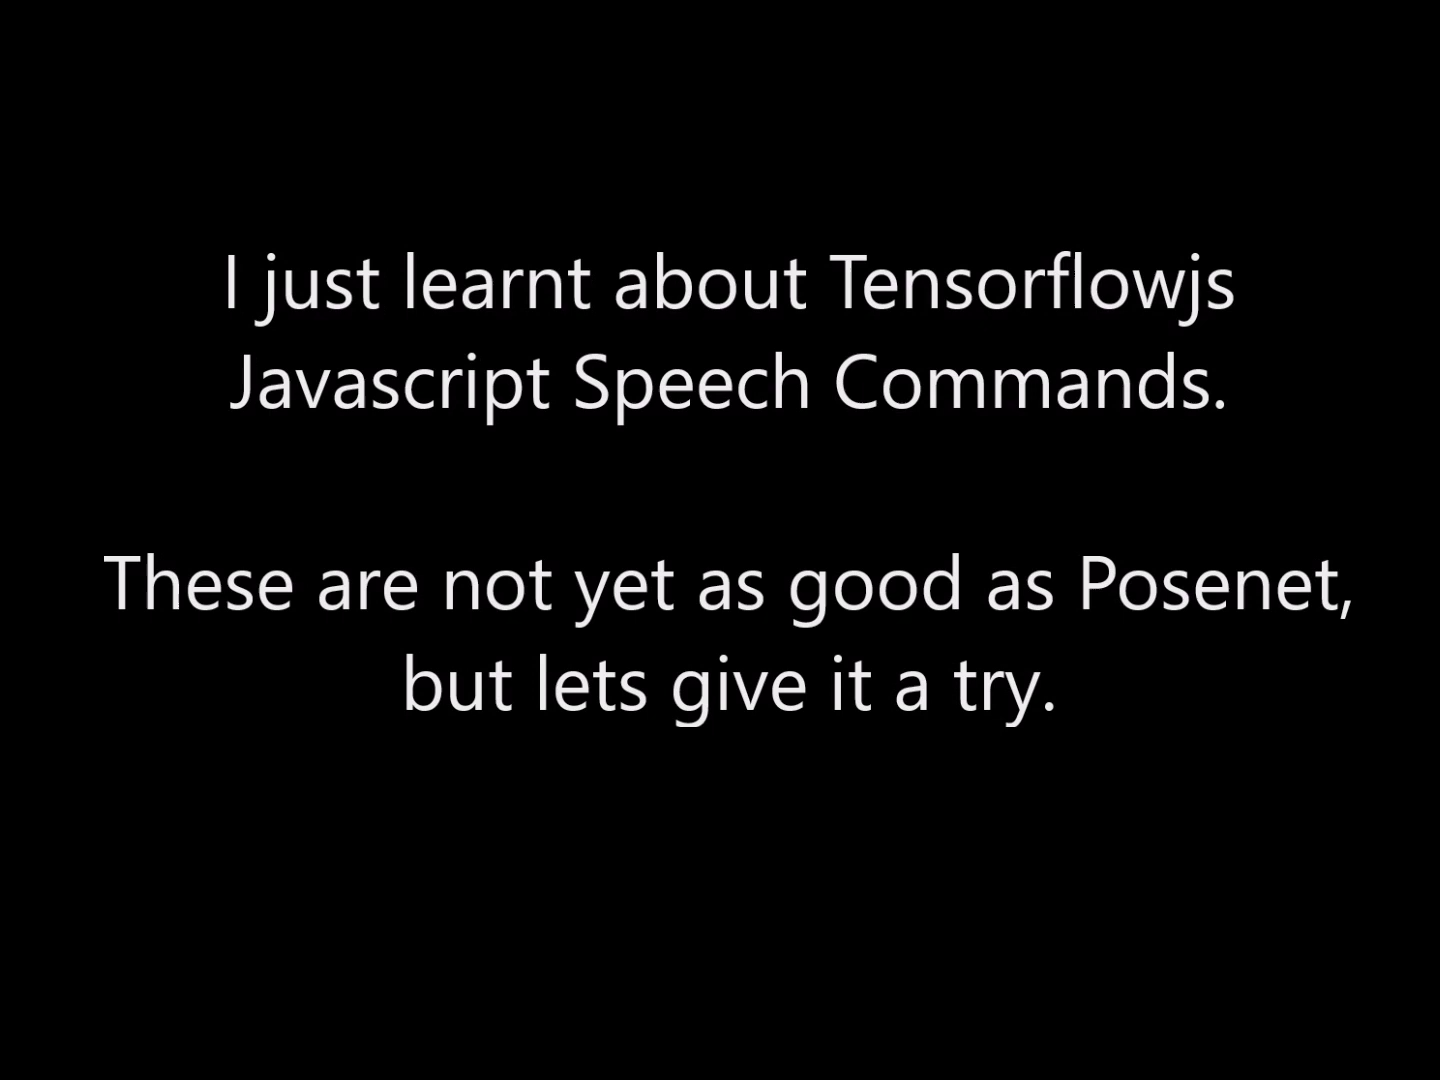 I just learnt about Tensorflowjs
Javascript Speech Commands.
These are not yet as good as Posenet,
but lets give it a try.